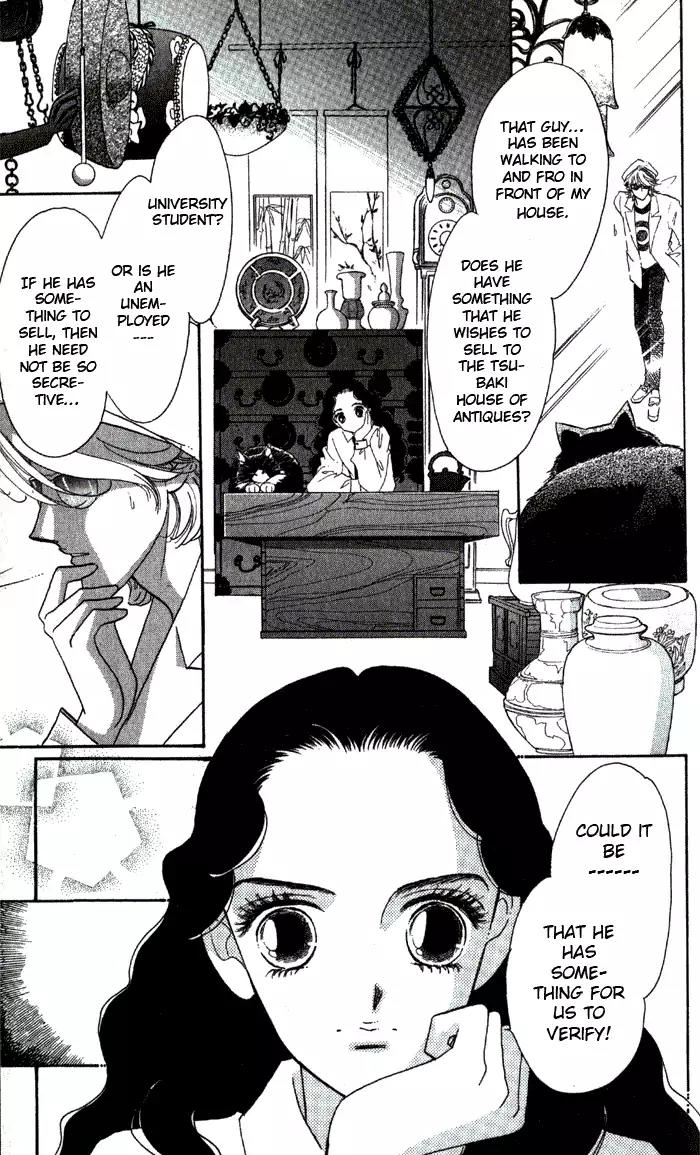 THAT GUY...
HAS BEEN
WALKING TO
AND FRO IN
FRONT OF MY
HOUSE.
DOES HE
HAVE
SOMETHING
THAT HE
WISHES TO
SELL TO
THE TSU-
BAKI
HOUSE OF
ANTIQUES?
UNIVERSITY
STUDENT?
OR IS HE
AN
UNEM-
PLOYED
---
IF HE HAS
SOME-
THING TO
SELL, THEN
HE NEED
NOT BE SO
SECRE-
TIVE...
COULD IT
BE
------
THAT HE
HAS
SOME-
THING FOR
US TO
VERIFY!